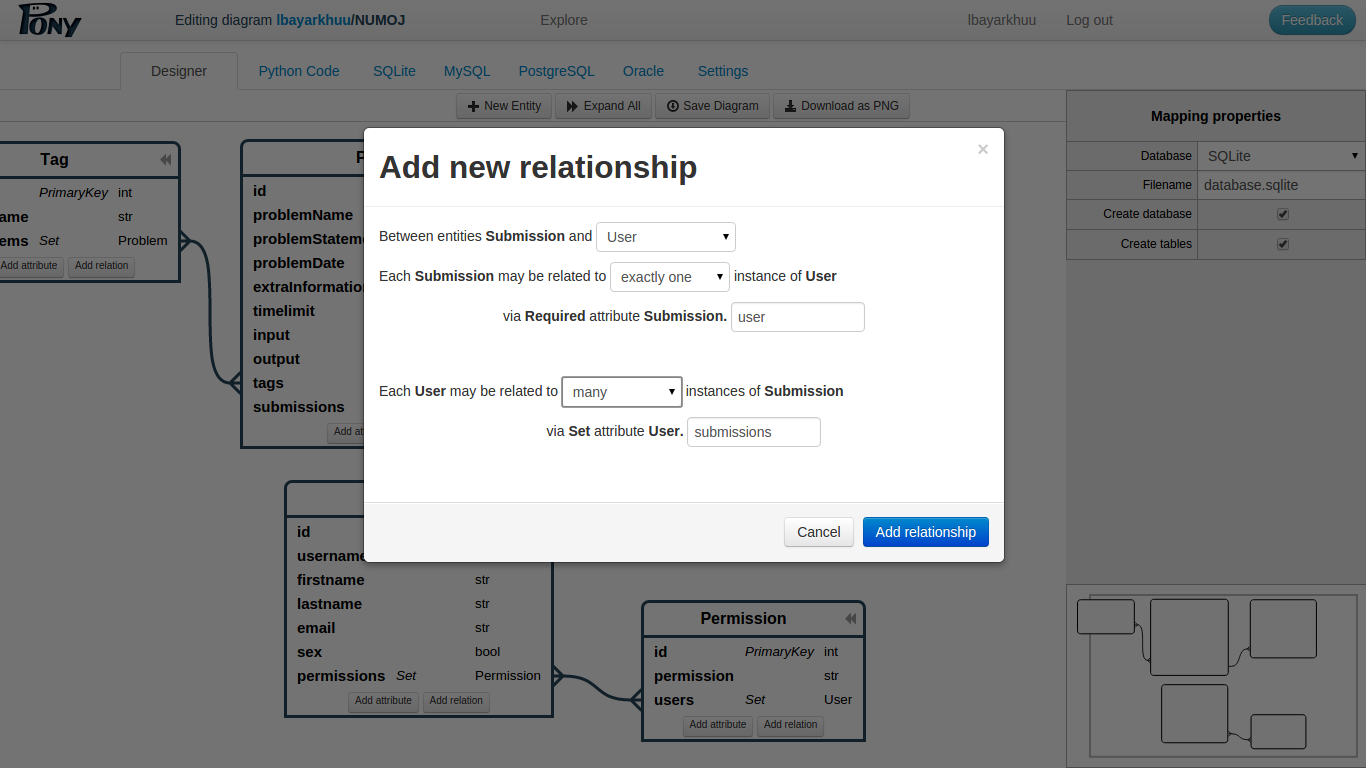 PONY
Editing diagram lbayarkhuu/NUMOJ
Explore
lbayarkhuu
Log out
Feedback
Designer
Python Code
SQLite
MySQL
PostgreSQL
Oracle
Settings
New Entity
Expand All
Save Diagram
Download as PNG
Mapping properties
Database SQLite
Filename database.sqlite
Create database
Create tables
Tag
PrimaryKey int
ame str
ems Set Problem
Add attribute Add relation
P
id
problemName
problemStateme
problemDate
extraInformation
timelimit
input
output
tags
submissions
Add att
Add new relationship
×
Between entities Submission and User
Each Submission may be related to exactly one instance of User
via Required attribute Submission. user
Each User may be related to many instances of Submission
via Set attribute User. submissions
Cancel
Add relationship
id
username
firstname str
lastname str
email str
sex bool
permissions Set Permission
Add attribute Add relation
Permission
id PrimaryKey int
permission str
users Set User
Add attribute Add relation